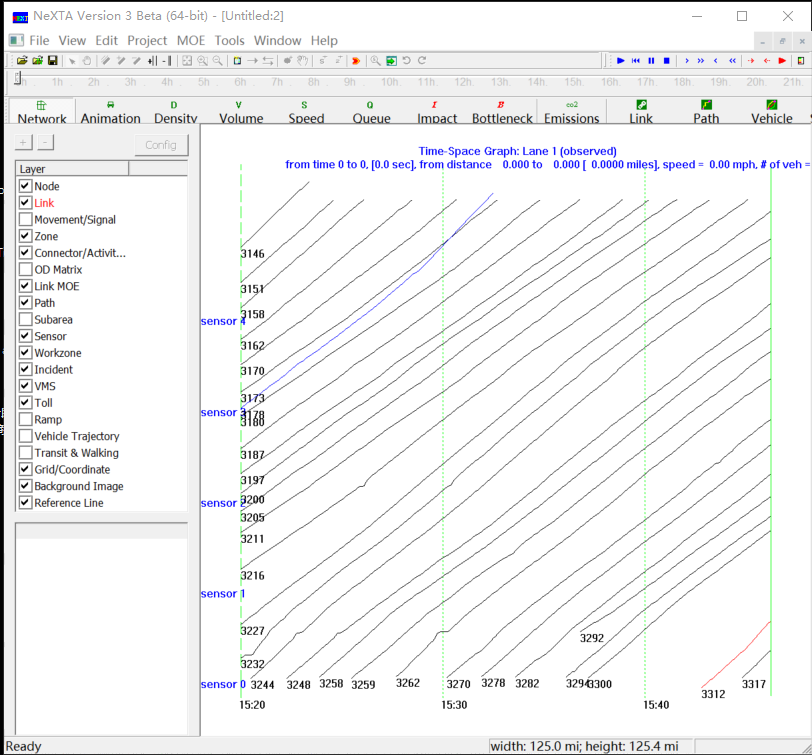 NeXTA Version 3 Beta (64-bit) - [Untitled:2]
File View Edit Project MOE Tools Window Help
1h 2h 3h 4h 5h 6h. 7h. 8h. 9h. 10h. 11h. 12h. 13h. 14h. 15h. 16h. 17h. 18h. 19h. 20h. 21h.
D V S Q I B co2
Network Animation Density Volume Speed Queue Impact Bottleneck Emissions Link Path Vehicle
+ - Config
Layer
Node
Link
Movement/Signal
Zone
Connector/Activit...
OD Matrix
Link MOE
Path
Subarea
Sensor
Workzone
Incident
VMS
Toll
Ramp
Vehicle Trajectory
Transit & Walking
Grid/Coordinate
Background Image
Reference Line
Time-Space Graph: Lane 1 (observed)
from time 0 to 0, [0.0 sec], from distance 0.000 to 0.000 [ 0.0000 miles], speed = 0.00 mph, # of veh =
3146
3151
3158
sensor 4
3162
3170
3173
sensor 3
3178
3180
3187
3197
sensor 2
3200
3205
3211
3216
sensor 1
3227
3292
3232
sensor 0
3244 3248 3258 3259 3262 3270 3278 3282 3294 3300 3312 3317
15:20 15:30 15:40
Ready
width: 125.0 mi; height: 125.4 mi